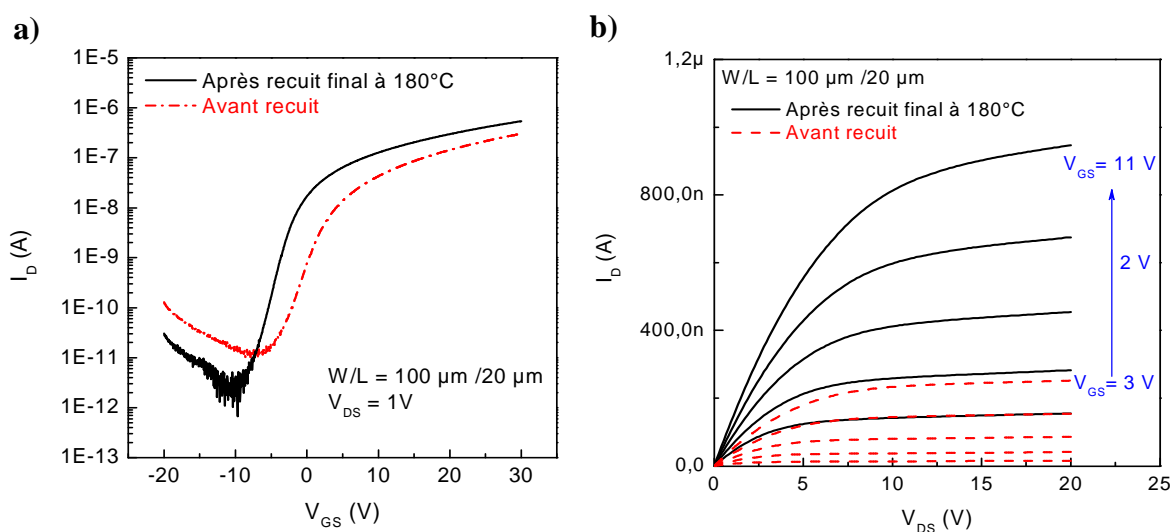 a)
1E-5
1E-6
1E-7
1E-8
1E-9
1E-10
1E-11
1E-12
1E-13
I_D (A)
Après recuit final à 180°C
Avant recuit
W/L = 100 µm /20 µm
V_DS = 1V
-20 -10 0 10 20 30
V_GS (V)
b)
1,2µ
800,0n
400,0n
0,0
I_D (A)
W/L = 100 µm /20 µm
Après recuit final à 180°C
Avant recuit
V_GS= 11 V
2 V
V_GS= 3 V
0 5 10 15 20 25
V_DS (V)